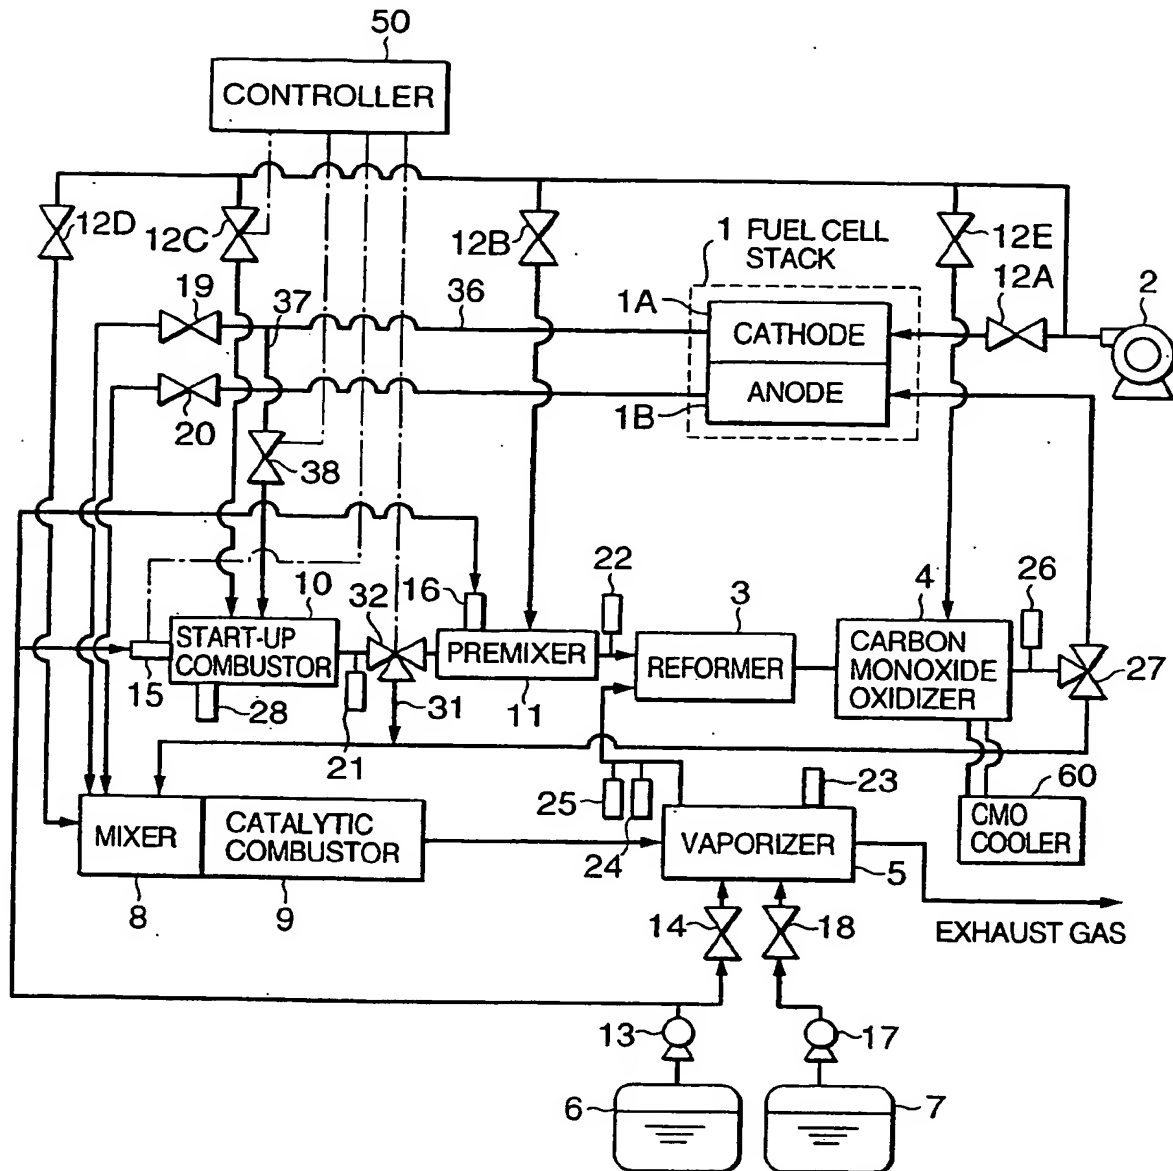 50
CONTROLLER
12D
12C
12B
12E
1 FUEL CELL
STACK
12A
2
19
37
36
1A
CATHODE
ANODE
1B
20
38
22
26
10
32
16
3
4
START-UP
COMBUSTOR
PREMIXER
REFORMER
CARBON
MONOXIDE
OXIDIZER
27
15
28
21
31
11
25
24
23
60
CMO
COOLER
MIXER
CATALYTIC
COMBUSTOR
VAPORIZER
5
8
9
14
18
EXHAUST GAS
13
17
6
7